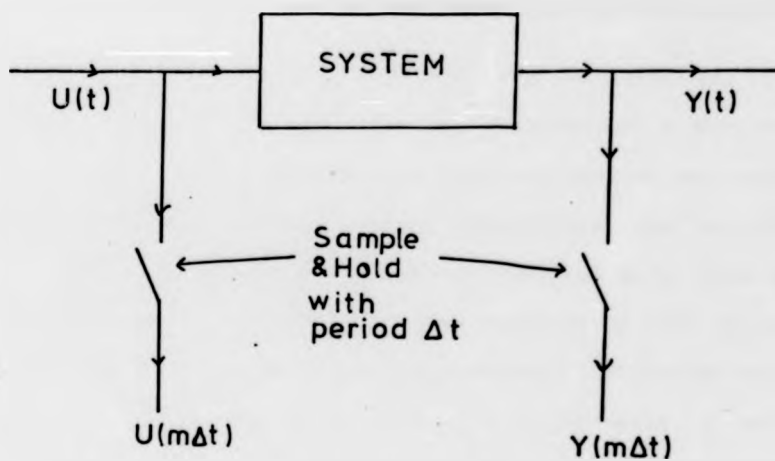 SYSTEM
U(t)
Y(t)
Sample
&Hold
with
period Δt
U(mΔt)
Y(mΔt)